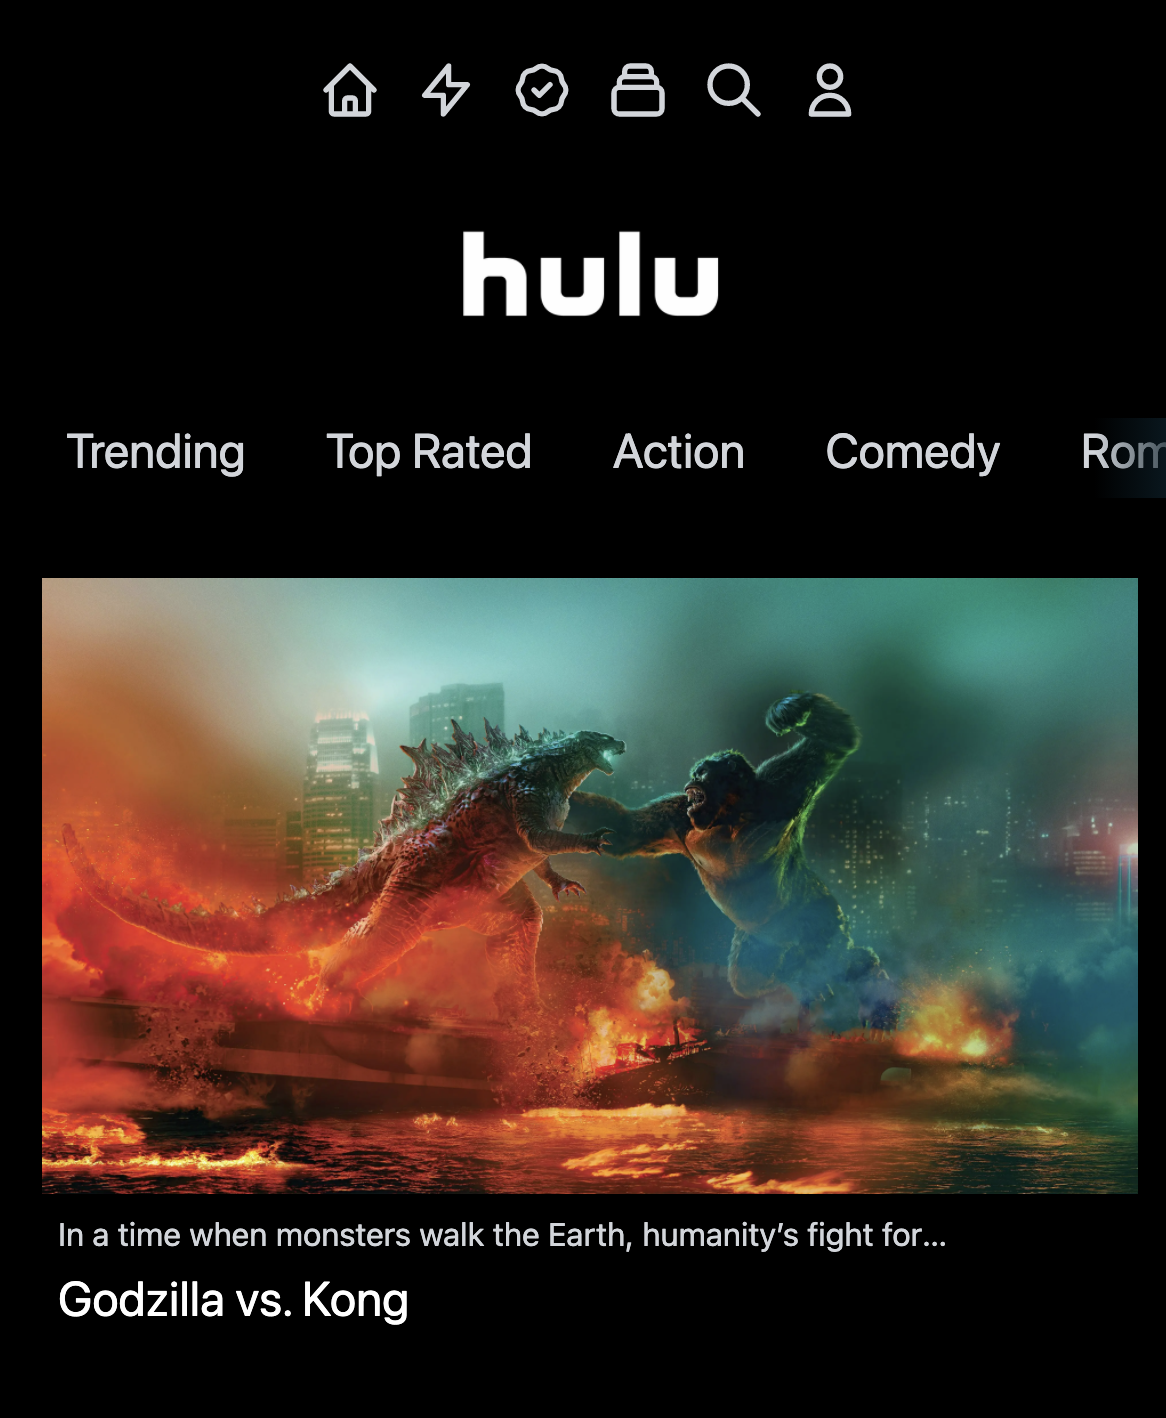 hulu
Trending Top Rated Action Comedy Rom
In a time when monsters walk the Earth, humanity’s fight for...
Godzilla vs. Kong